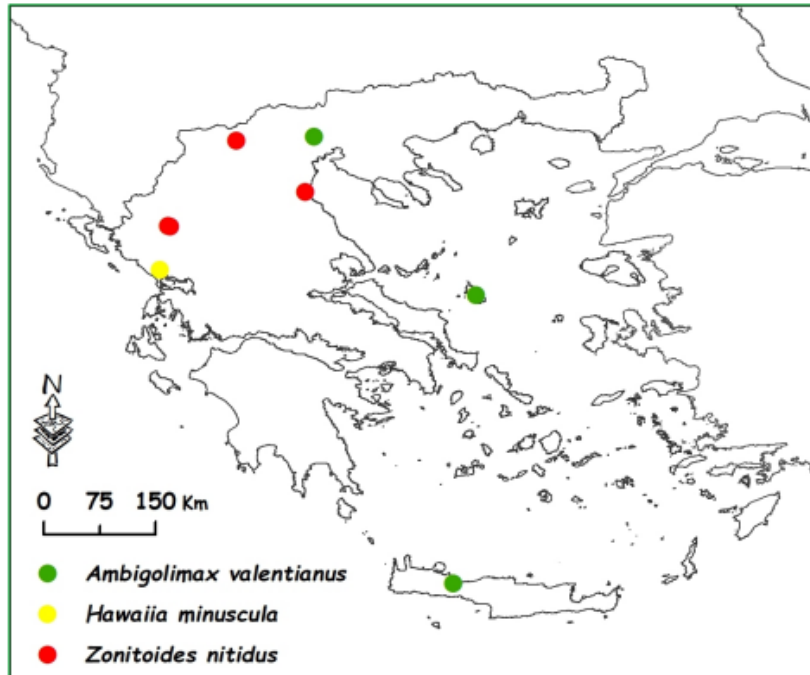 N
0 75 150 Km
Ambigolimax valentianus
Hawaiia minuscula
Zonitoides nitidus